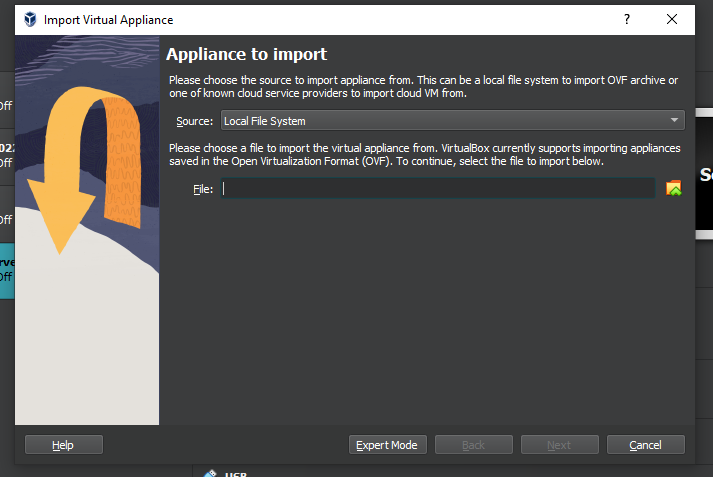 Import Virtual Appliance
?
Appliance to import
Please choose the source to import appliance from. This can be a local file system to import OVF archive or
one of known cloud service providers to import cloud VM from.
Source: Local File System
Please choose a file to import the virtual appliance from. VirtualBox currently supports importing appliances
saved in the Open Virtualization Format (OVF). To continue, select the file to import below.
File:
Off
Off
Off
Off
Help
Expert Mode
Back
Next
Cancel
USB